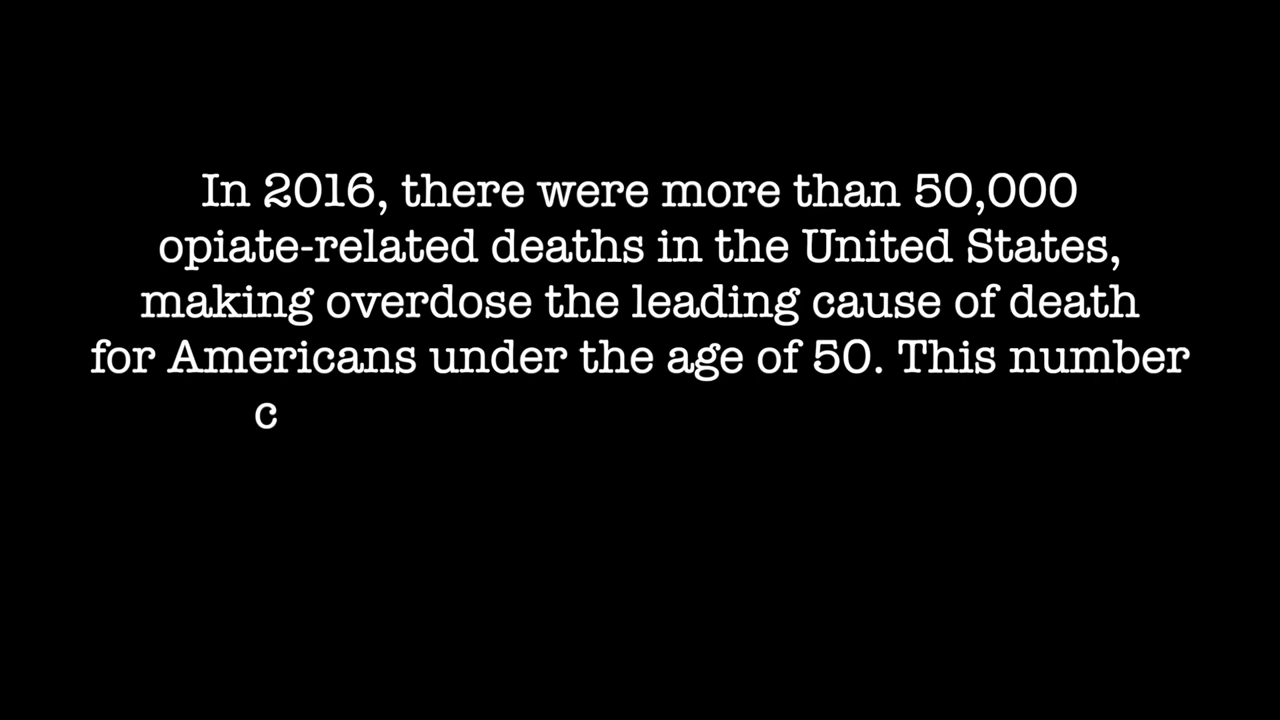 In 2016, there were more than 50,000
opiate-related deaths in the United States,
making overdose the leading cause of death
for Americans under the age of 50. This number
c